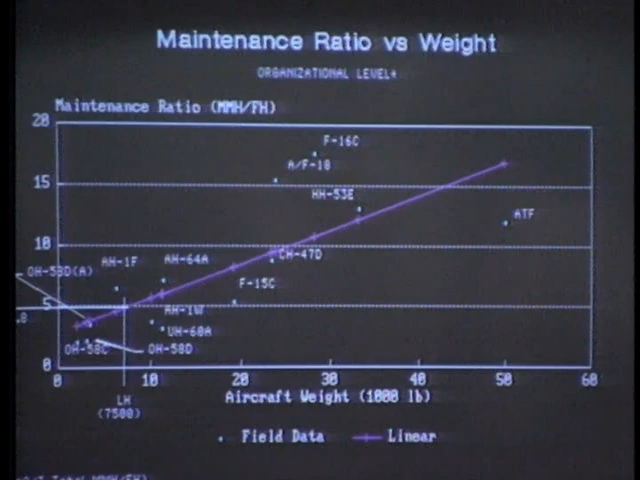 Maintenance Ratio vs Weight
ORGANIZATIONAL LEVEL*
Maintenance Ratio (MMH/FH)
20
F-16C
A/F-18
15
HH-53E
ATF
10
CH-47D
AH-1F
AH-64A
OH-58D(A)
F-15C
5
AH-1W
UH-60A
OH-58C
OH-58D
0
0 10 20 30 40 50 60
LH
(7500)
Aircraft Weight (1000 lb)
Field Data
Linear